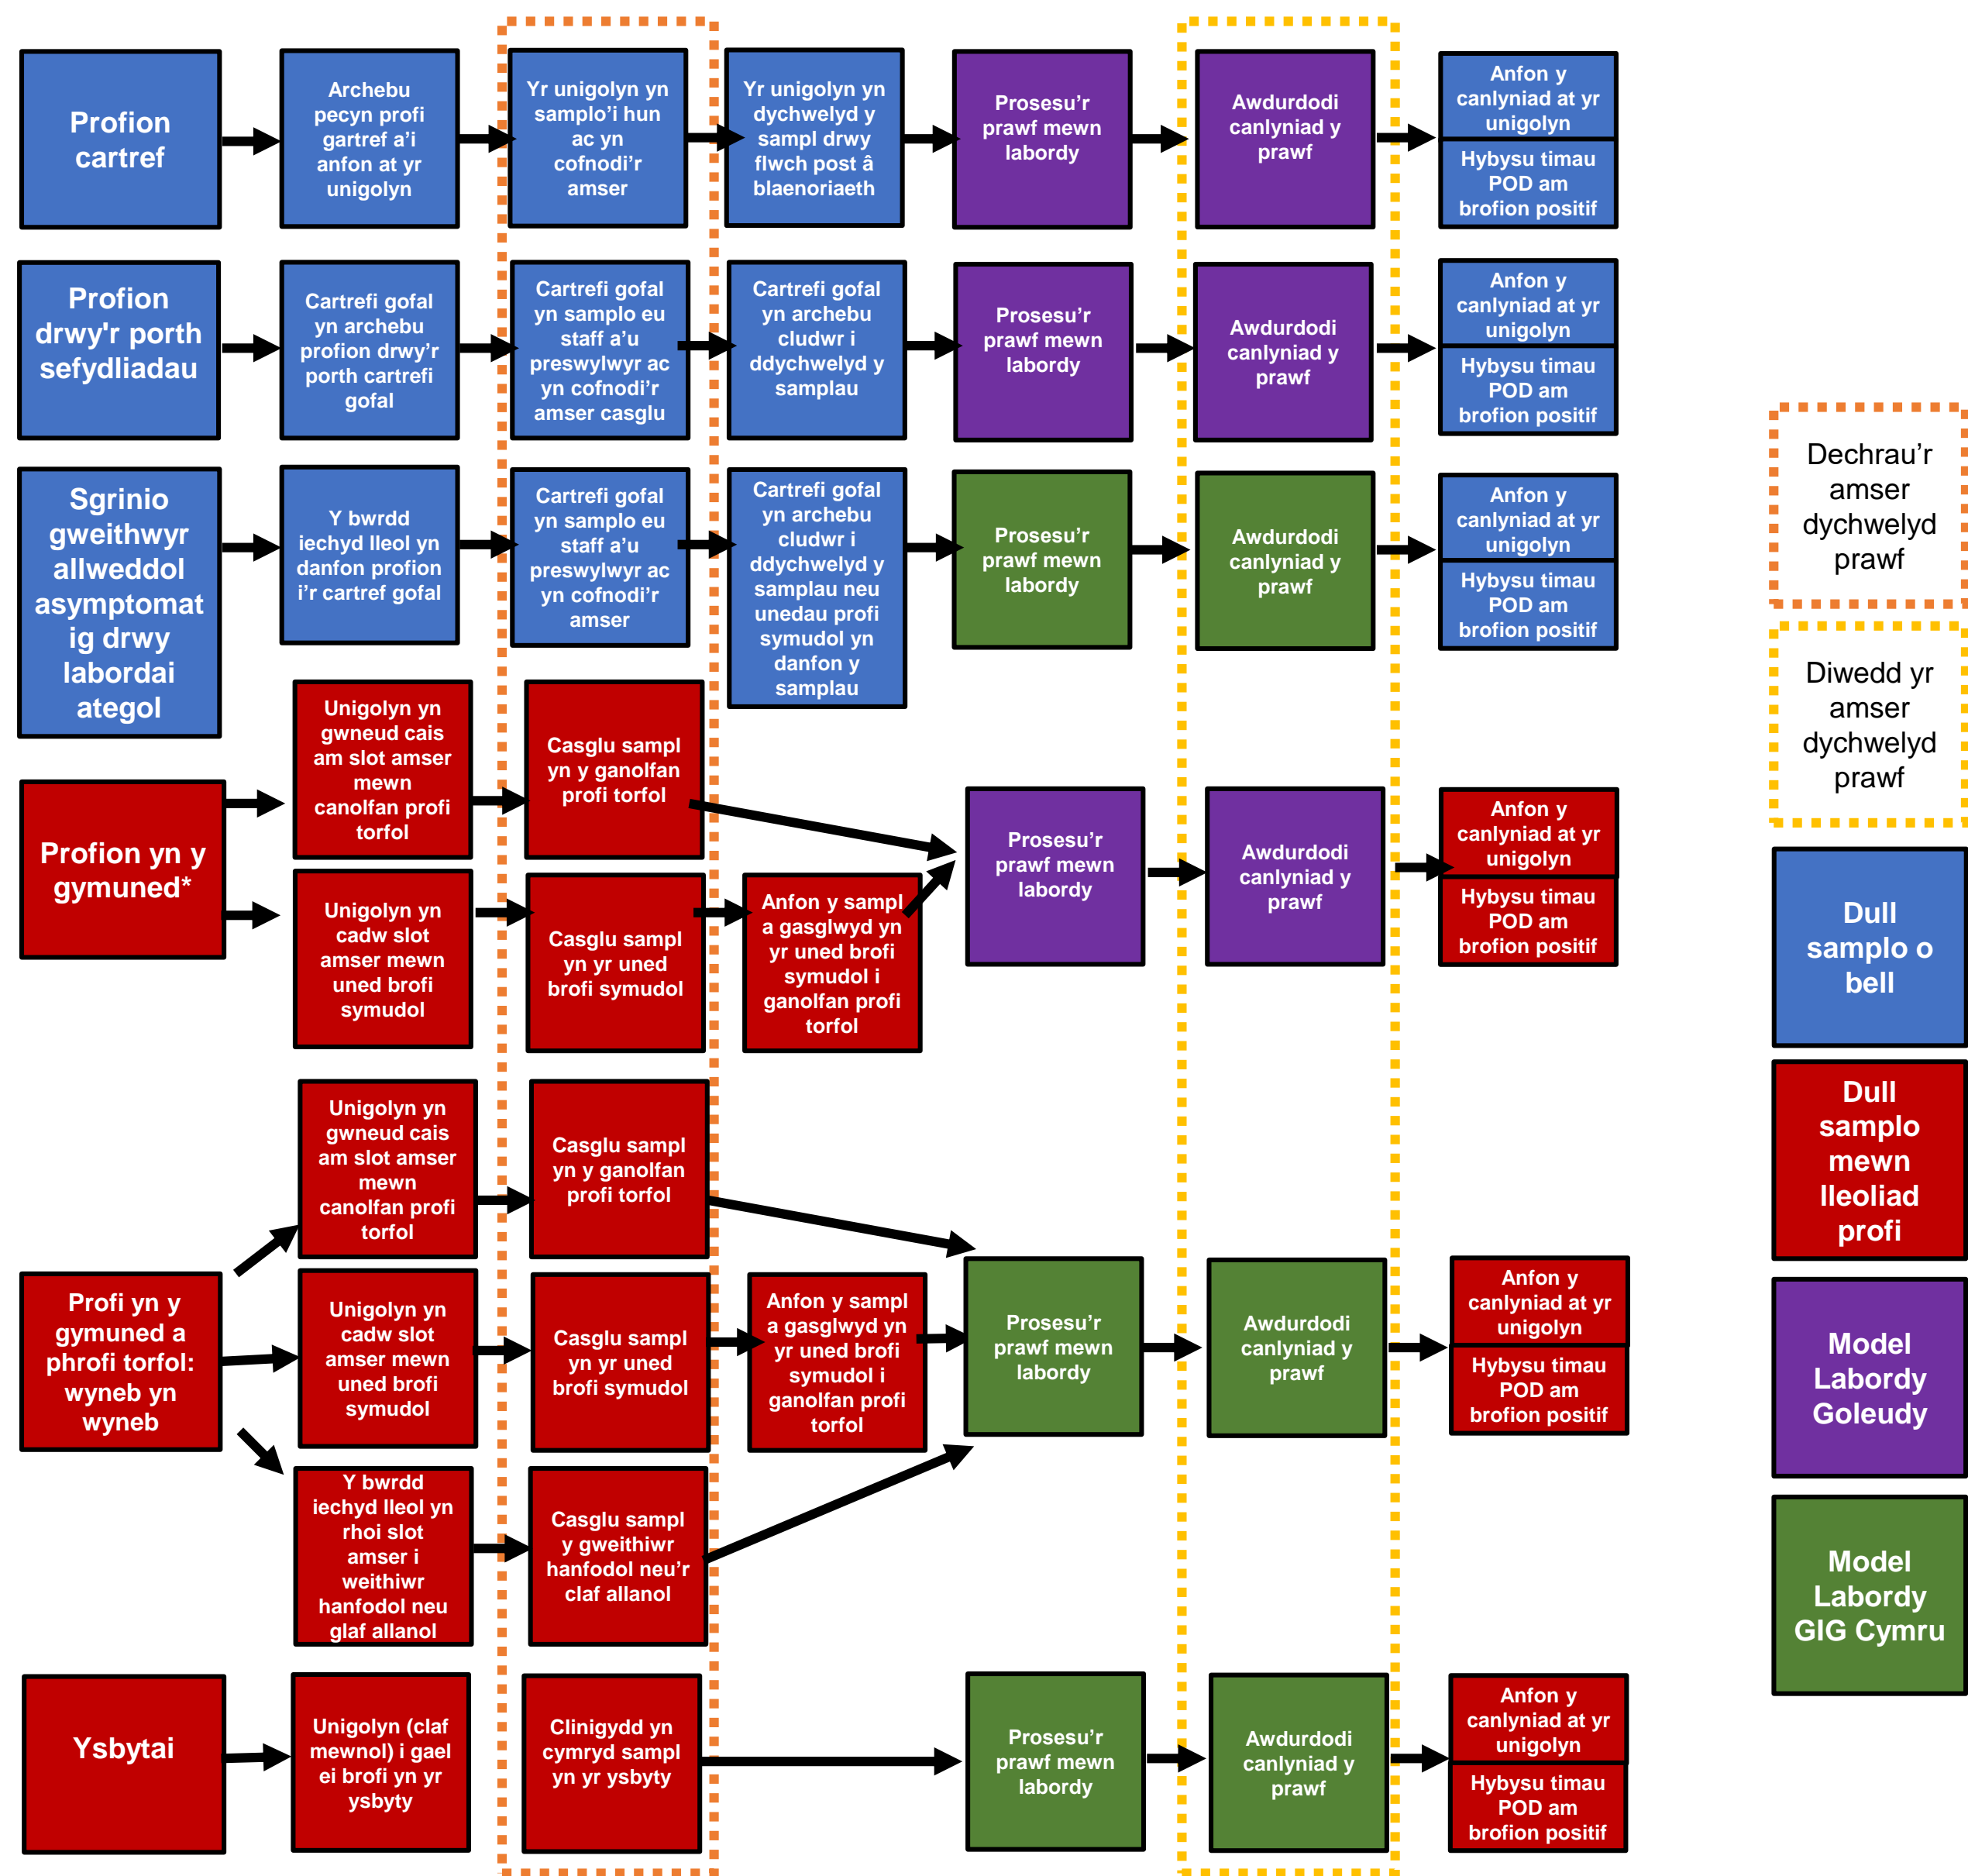 Profion
cartref
Archebu
pecyn profi
gartref a’i
anfon at yr
unigolyn
Yr unigolyn yn
samplo’i hun
ac yn
cofnodi’r
amser
Yr unigolyn yn
dychwelyd y
sampl drwy
flwch post â
blaenoriaeth
Prosesu’r
prawf mewn
labordy
Awdurdodi
canlyniad y
prawf
Anfon y
canlyniad at yr
unigolyn
Hybysu timau
POD am
brofion positif
Profion
drwy'r porth
sefydliadau
Cartrefi gofal
yn archebu
profion drwy’r
porth cartrefi
gofal
Cartrefi gofal
yn samplo eu
staff a’u
preswylwyr ac
yn cofnodi’r
amser casglu
Cartrefi gofal
yn archebu
cludwr i
ddychwelyd y
samplau
Prosesu’r
prawf mewn
labordy
Awdurdodi
canlyniad y
prawf
Anfon y
canlyniad at yr
unigolyn
Hybysu timau
POD am
brofion positif
Sgrinio
gweithwyr
allweddol
asymptomat
ig drwy
labordai
ategol
Y bwrdd
iechyd lleol yn
danfon profion
i’r cartref gofal
Cartrefi gofal
yn samplo eu
staff a’u
preswylwyr ac
yn cofnodi’r
amser
Cartrefi gofal
yn archebu
cludwr i
ddychwelyd y
samplau neu
unedau profi
symudol yn
danfon y
samplau
Prosesu’r
prawf mewn
labordy
Awdurdodi
canlyniad y
prawf
Anfon y
canlyniad at yr
unigolyn
Hybysu timau
POD am
brofion positif
Profion yn y
gymuned*
Unigolyn yn
gwneud cais
am slot amser
mewn
canolfan profi
torfol
Casglu sampl
yn y ganolfan
profi torfol
Unigolyn yn
cadw slot
amser mewn
uned brofi
symudol
Casglu sampl
yn yr uned
brofi symudol
Anfon y sampl
a gasglwyd yn
yr uned brofi
symudol i
ganolfan profi
torfol
Prosesu’r
prawf mewn
labordy
Awdurdodi
canlyniad y
prawf
Anfon y
canlyniad at yr
unigolyn
Hybysu timau
POD am
brofion positif
Profi yn y
gymuned a
phrofi torfol:
wyneb yn
wyneb
Unigolyn yn
gwneud cais
am slot amser
mewn
canolfan profi
torfol
Casglu sampl
yn y ganolfan
profi torfol
Unigolyn yn
cadw slot
amser mewn
uned brofi
symudol
Casglu sampl
yn yr uned
brofi symudol
Anfon y sampl
a gasglwyd yn
yr uned brofi
symudol i
ganolfan profi
torfol
Y bwrdd
iechyd lleol yn
rhoi slot
amser i
weithiwr
hanfodol neu
glaf allanol
Casglu sampl
y gweithiwr
hanfodol neu’r
claf allanol
Prosesu’r
prawf mewn
labordy
Awdurdodi
canlyniad y
prawf
Anfon y
canlyniad at yr
unigolyn
Hybysu timau
POD am
brofion positif
Ysbytai
Unigolyn (claf
mewnol) i gael
ei brofi yn yr
ysbyty
Clinigydd yn
cymryd sampl
yn yr ysbyty
Prosesu’r
prawf mewn
labordy
Awdurdodi
canlyniad y
prawf
Anfon y
canlyniad at yr
unigolyn
Hybysu timau
POD am
brofion positif
Dechrau’r
amser
dychwelyd
prawf
Diwedd yr
amser
dychwelyd
prawf
Dull
samplo o
bell
Dull
samplo
mewn
lleoliad
profi
Model
Labordy
Goleudy
Model
Labordy
GIG Cymru